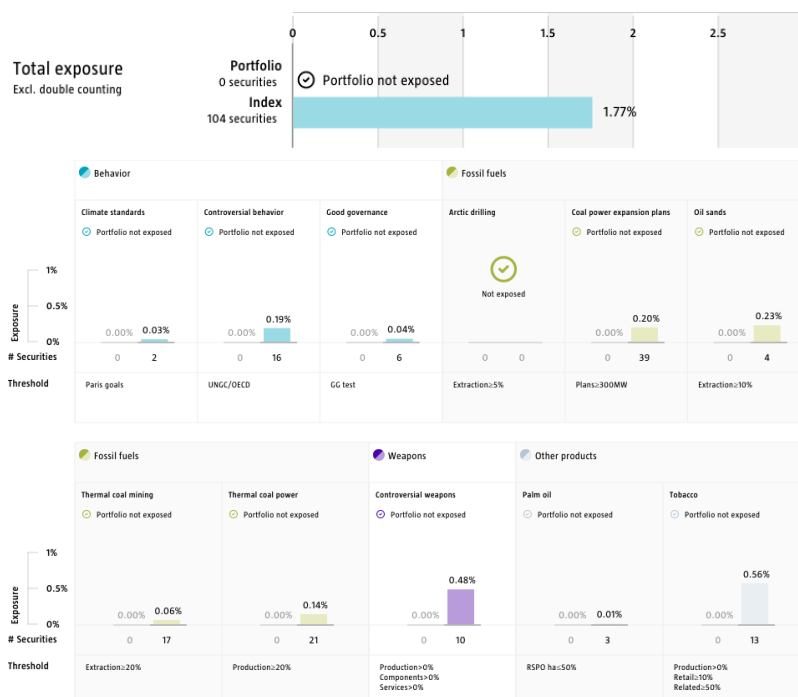 0 0.5 1 1.5 2 2.5
Total exposure
Excl. double counting
Portfolio
0 securities
Portfolio not exposed
Index
104 securities
1.77%
Behavior
Fossil fuels
Climate standards
Controversial behavior
Good governance
Arctic drilling
Coal power expansion plans
Oil sands
Portfolio not exposed
Portfolio not exposed
Portfolio not exposed
Portfolio not exposed
Portfolio not exposed
Not exposed
Exposure
1%
0.5%
0%
0.00% 0.03%
0.00% 0.19%
0.00% 0.04%
0.00% 0.20%
0.00% 0.23%
# Securities
0 2
0 16
0 6
0 0
0 39
0 4
Threshold
Paris goals
UNGC/OECD
GG test
Extraction≥5%
Plans≥300MW
Extraction≥10%
Fossil fuels
Weapons
Other products
Thermal coal mining
Thermal coal power
Controversial weapons
Palm oil
Tobacco
Portfolio not exposed
Portfolio not exposed
Portfolio not exposed
Portfolio not exposed
Portfolio not exposed
Exposure
1%
0.5%
0%
0.00% 0.06%
0.00% 0.14%
0.00% 0.48%
0.00% 0.01%
0.00% 0.56%
# Securities
0 17
0 21
0 10
0 3
0 13
Threshold
Extraction≥20%
Production≥20%
Production>0%
Components>0%
Services>0%
RSPO ha≤50%
Production>0%
Retail≥10%
Related≥50%